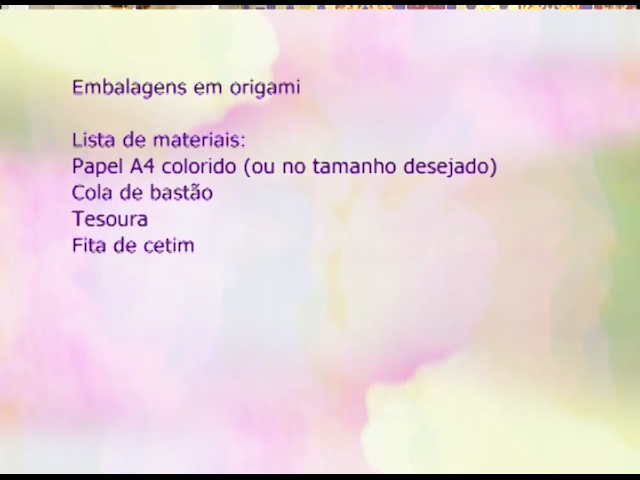 Embalagens em origami
Lista de materiais:
Papel A4 colorido (ou no tamanho desejado)
Cola de bastão
Tesoura
Fita de cetim